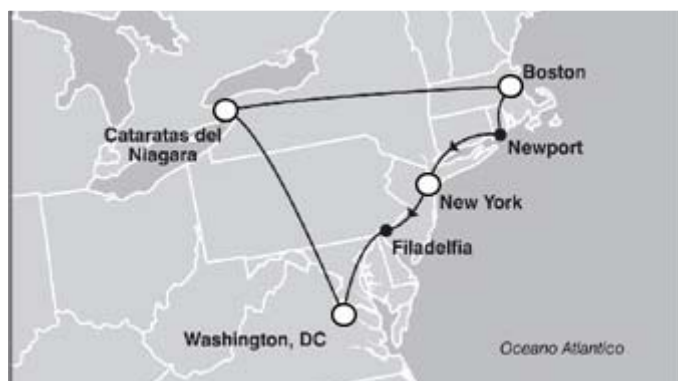 Boston
Cataratas del
Niagara
Newport
New York
Filadelfia
Washington, DC
Oceano Atlantico